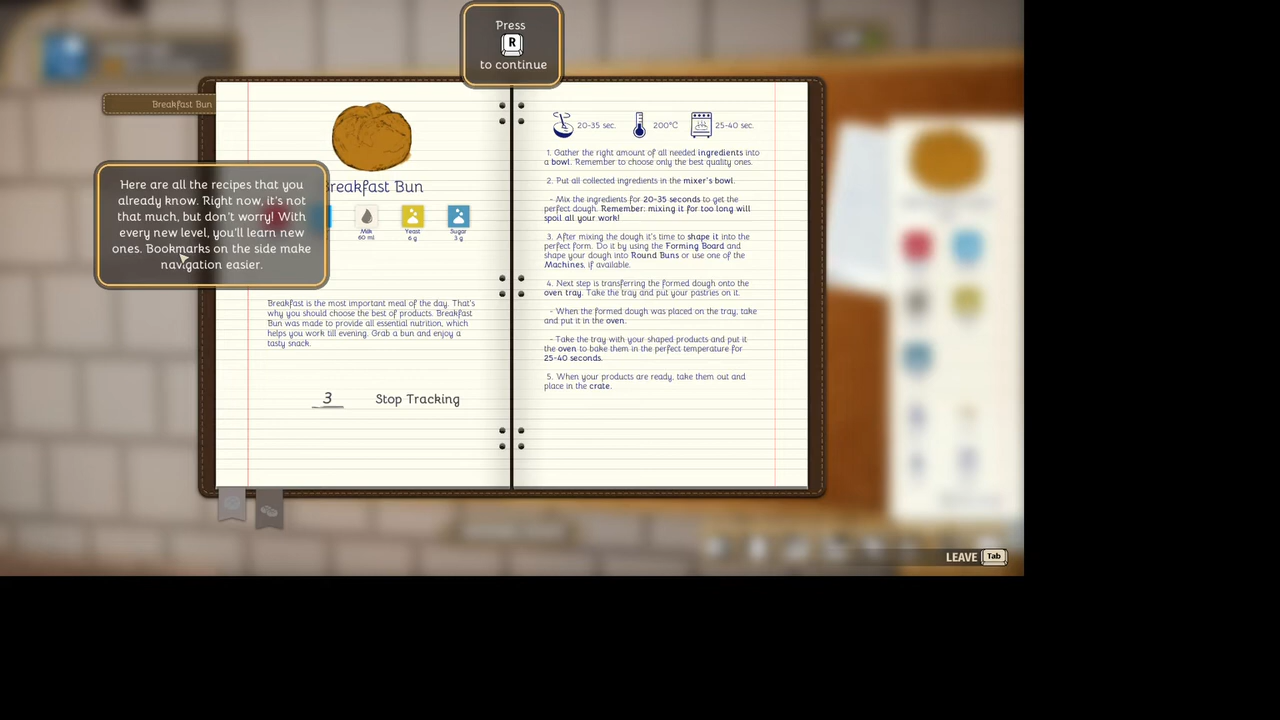 Press
R
to continue
Breakfast Bun
Here are all the recipes that you
already know. Right now, it's not
that much, but don't worry! With
every new level, you'll learn new
ones. Bookmarks on the side make
navigation easier.
Breakfast Bun
Milk
60 ml
Yeast
6 g
Sugar
3 g
Breakfast is the most important meal of the day. That's
why you should choose the best of products. Breakfast
Bun was made to provide all essential nutrition, which
helps you work till evening. Grab a bun and enjoy a
tasty snack.
3 Stop Tracking
20-35 sec. 200°C 25-40 sec.
1. Gather the right amount of all needed ingredients into
a bowl. Remember to choose only the best quality ones.
2. Put all collected ingredients in the mixer's bowl.
- Mix the ingredients for 20-35 seconds to get the
perfect dough. Remember: mixing it for too long will
spoil all your work!
3. After mixing the dough it's time to shape it into the
perfect form. Do it by using the Forming Board and
shape your dough into Round Buns or use one of the
Machines, if available.
4. Next step is transferring the formed dough onto the
oven tray. Take the tray and put your pastries on it.
- When the formed dough was placed on the tray, take
and put it in the oven.
- Take the tray with your shaped products and put it
the oven to bake them in the perfect temperature for
25-40 seconds.
5. When your products are ready, take them out and
place in the crate.
LEAVE Tab